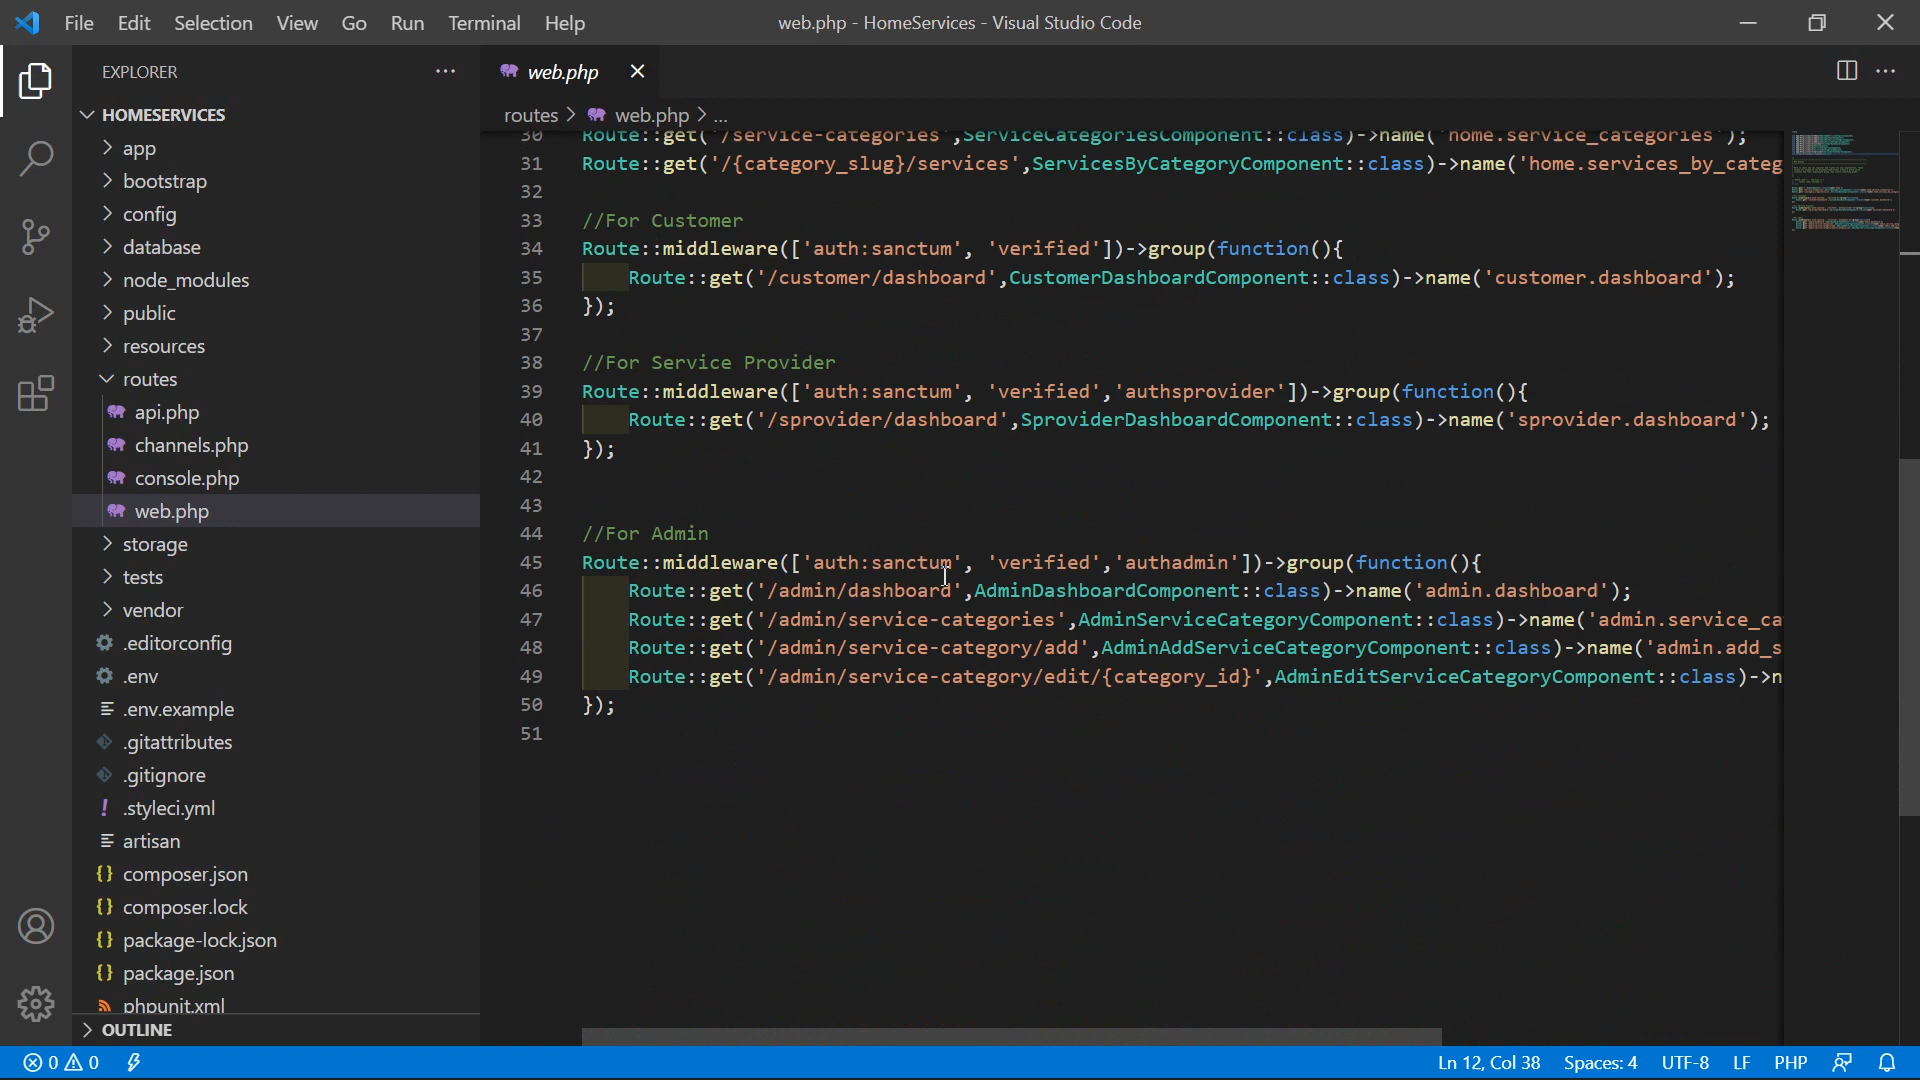 File Edit Selection View Go Run Terminal Help
web.php - HomeServices - Visual Studio Code
EXPLORER
HOMESERVICES
app
bootstrap
config
database
node_modules
public
resources
routes
api.php
channels.php
console.php
web.php
storage
tests
vendor
.editorconfig
.env
.env.example
.gitattributes
.gitignore
.styleci.yml
artisan
composer.json
composer.lock
package-lock.json
package.json
phpunit.xml
OUTLINE
web.php
routes > web.php > ...
30 Route::get('/service-categories',ServiceCategoriesComponent::class)->name('home.service_categories');
31 Route::get('/{category_slug}/services',ServicesByCategoryComponent::class)->name('home.services_by_categ
32
33 //For Customer
34 Route::middleware(['auth:sanctum', 'verified'])->group(function(){
35     Route::get('/customer/dashboard',CustomerDashboardComponent::class)->name('customer.dashboard');
36 });
37
38 //For Service Provider
39 Route::middleware(['auth:sanctum', 'verified','authsprovider'])->group(function(){
40     Route::get('/sprovider/dashboard',SproviderDashboardComponent::class)->name('sprovider.dashboard');
41 });
42
43
44 //For Admin
45 Route::middleware(['auth:sanctum', 'verified','authadmin'])->group(function(){
46     Route::get('/admin/dashboard',AdminDashboardComponent::class)->name('admin.dashboard');
47     Route::get('/admin/service-categories',AdminServiceCategoryComponent::class)->name('admin.service_ca
48     Route::get('/admin/service-category/add',AdminAddServiceCategoryComponent::class)->name('admin.add_s
49     Route::get('/admin/service-category/edit/{category_id}',AdminEditServiceCategoryComponent::class)->n
50 });
51
0 0
Ln 12, Col 38 Spaces: 4 UTF-8 LF PHP